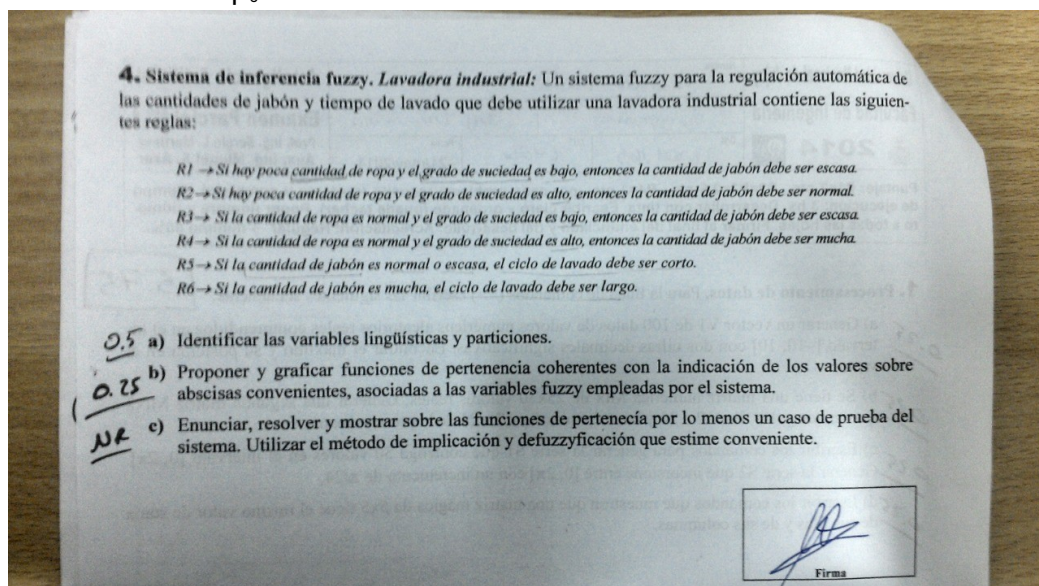 4. Sistema de inferencia fuzzy. Lavadora industrial: Un sistema fuzzy para la regulación automática de
las cantidades de jabón y tiempo de lavado que debe utilizar una lavadora industrial contiene las siguien-
tes reglas:
R1 → Si hay poca cantidad de ropa y el grado de suciedad es bajo, entonces la cantidad de jabón debe ser escasa.
R2 → Si hay poca cantidad de ropa y el grado de suciedad es alto, entonces la cantidad de jabón debe ser normal.
R3 → Si la cantidad de ropa es normal y el grado de suciedad es bajo, entonces la cantidad de jabón debe ser escasa.
R4 → Si la cantidad de ropa es normal y el grado de suciedad es alto, entonces la cantidad de jabón debe ser mucha.
R5 → Si la cantidad de jabón es normal o escasa, el ciclo de lavado debe ser corto.
R6 → Si la cantidad de jabón es mucha, el ciclo de lavado debe ser largo.
0.5 a) Identificar las variables lingüísticas y particiones.
0.25 b) Proponer y graficar funciones de pertenencia coherentes con la indicación de los valores sobre
abscisas convenientes, asociadas a las variables fuzzy empleadas por el sistema.
NR c) Enunciar, resolver y mostrar sobre las funciones de pertenecía por lo menos un caso de prueba del
sistema. Utilizar el método de implicación y defuzzyficación que estime conveniente.
Firma